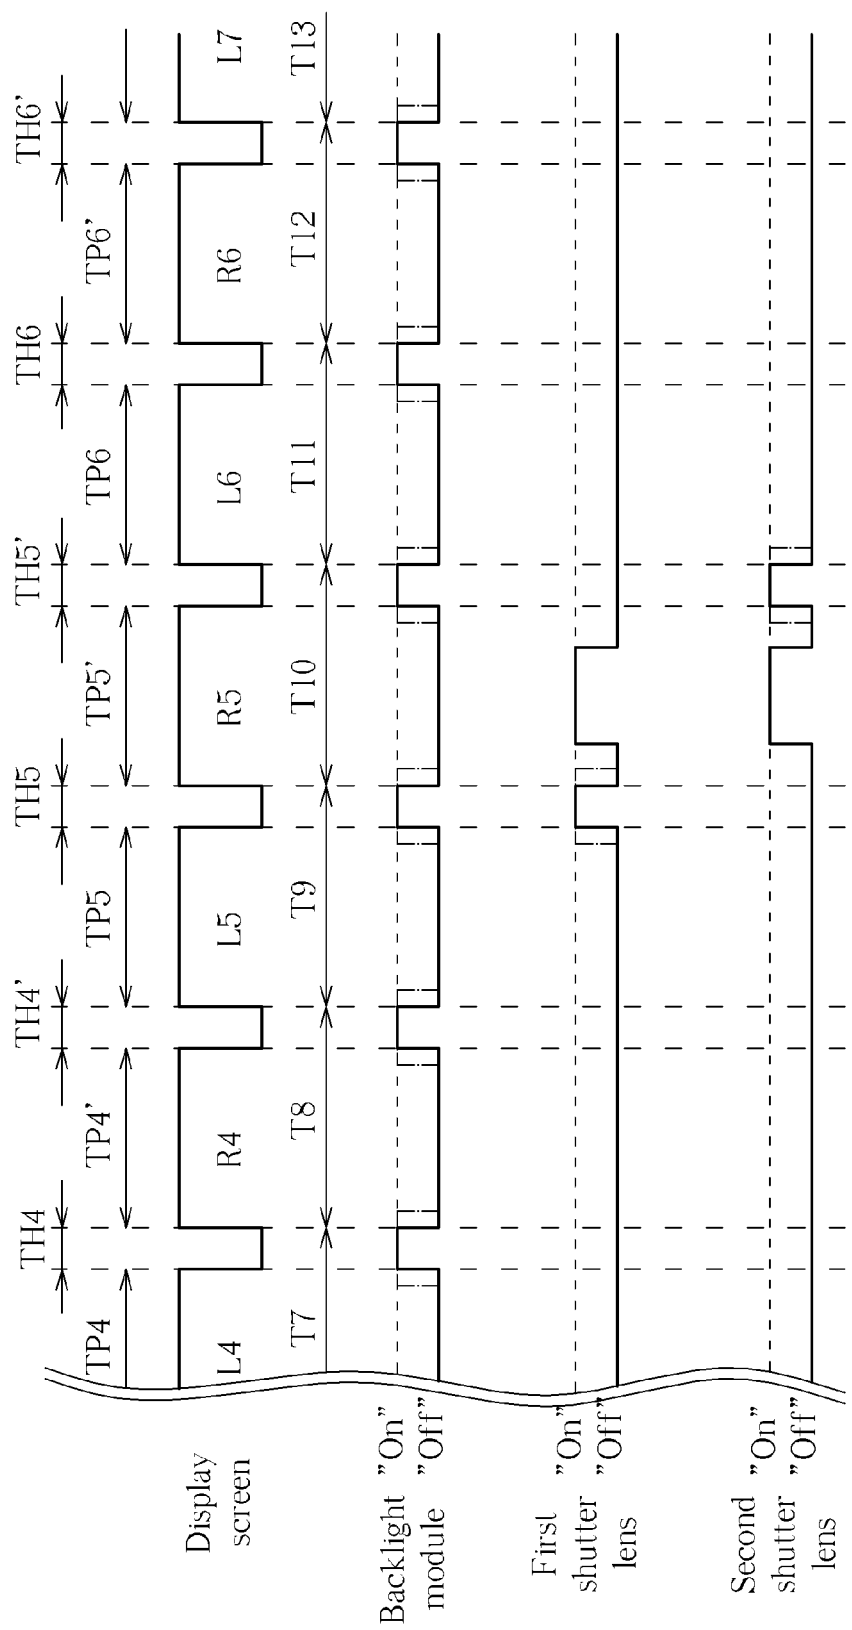 TH4 TH4' TH5 TH5' TH6 TH6'
TP4 TP4' TP5 TP5' TP6 TP6'
Display
screen
L4 R4 L5 R5 L6 R6 L7
T7 T8 T9 T10 T11 T12 T13
Backlight "On"
module "Off"
First
shutter "On"
lens "Off"
Second
shutter "On"
lens "Off"